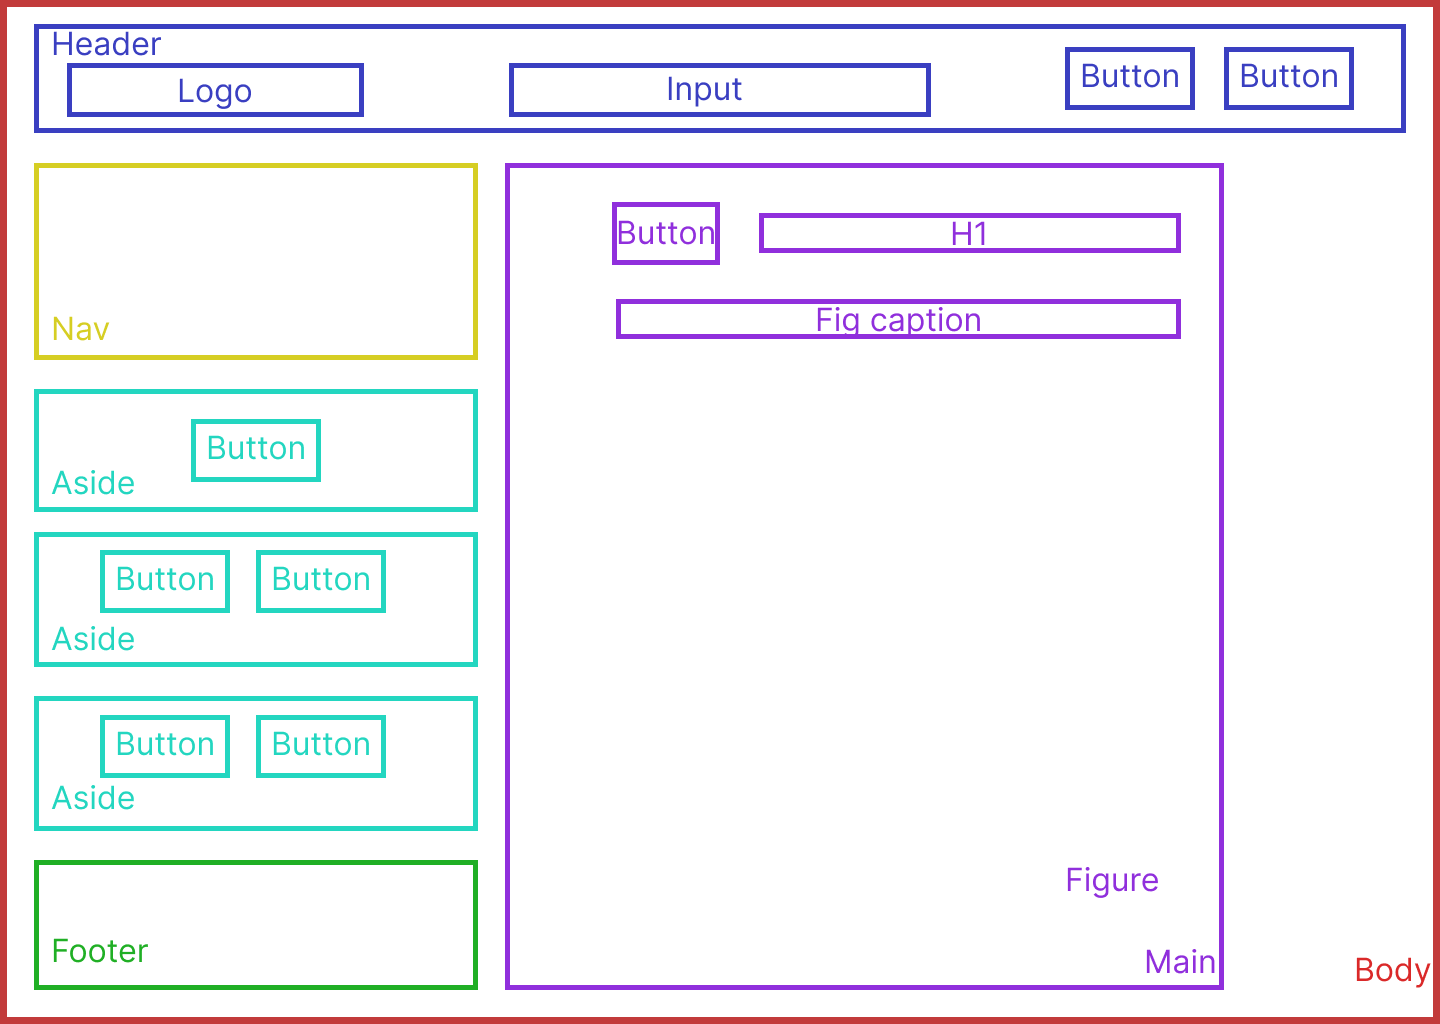 Header
Logo
Input
Button
Button
Nav
Button
H1
Fig caption
Button
Aside
Button
Button
Aside
Button
Button
Aside
Footer
Figure
Main
Body